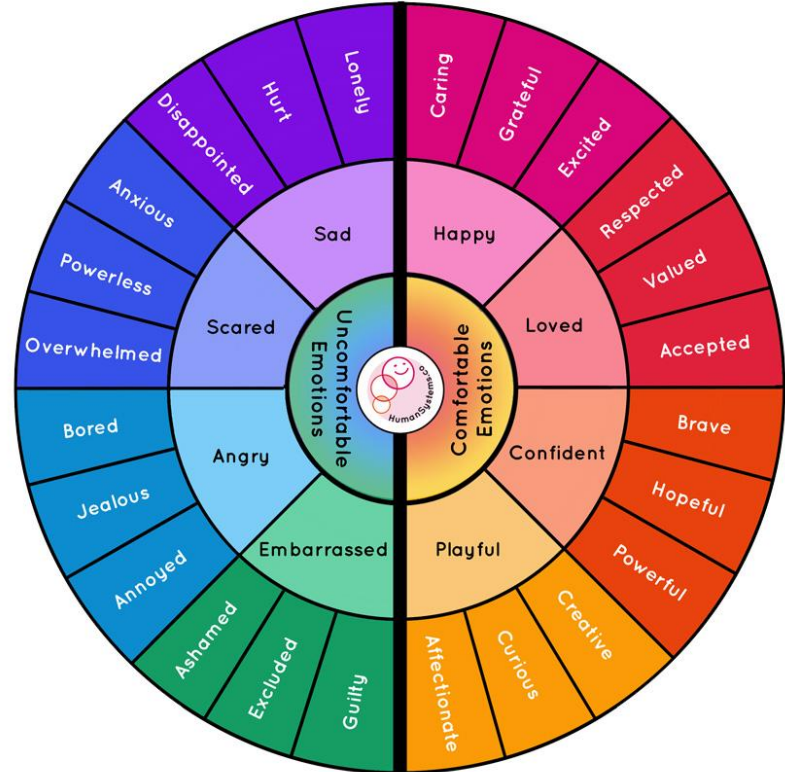 Uncomfortable
Emotions
Comfortable
Emotions
HumanSystems.co
Happy
Caring
Grateful
Excited
Loved
Respected
Valued
Accepted
Confident
Brave
Hopeful
Powerful
Playful
Creative
Curious
Affectionate
Embarrassed
Guilty
Excluded
Ashamed
Angry
Annoyed
Jealous
Bored
Scared
Overwhelmed
Powerless
Anxious
Sad
Disappointed
Hurt
Lonely